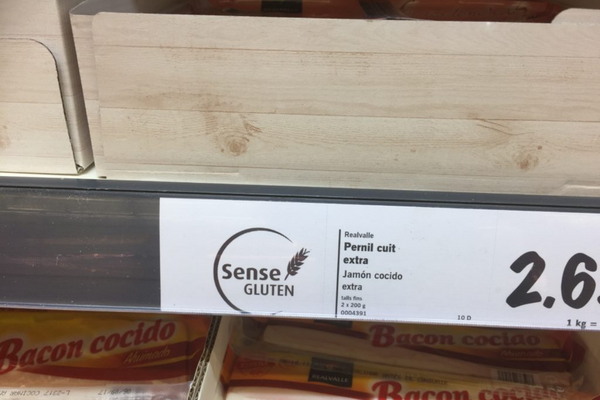 Sense
GLUTEN
Realvalle
Pernil cuit
extra
Jamón cocido
extra
talls fins
2 x 200 g
0004391
10 D
2.6
1 kg =
Bacon cocido
Ahumado
Bacon cocido
REALVALLE
Bacon cocido